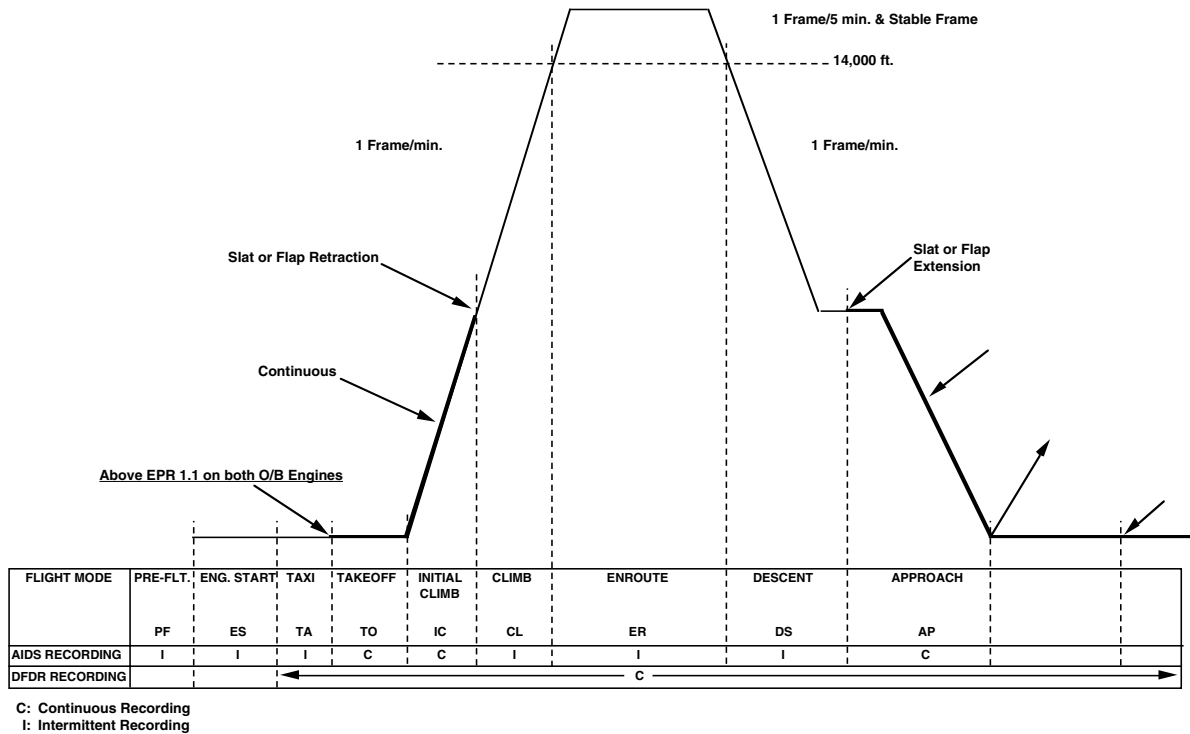 1 Frame/5 min. & Stable Frame
14,000 ft.
1 Frame/min.
1 Frame/min.
Slat or Flap Retraction
Slat or Flap
Extension
Continuous
Above EPR 1.1 on both O/B Engines
FLIGHT MODE PRE-FLT. ENG. START TAXI TAKEOFF INITIAL CLIMB ENROUTE DESCENT APPROACH
CLIMB
PF ES TA TO IC CL ER DS AP
AIDS RECORDING I I I C C I I I C
DFDR RECORDING C
C: Continuous Recording
I: Intermittent Recording